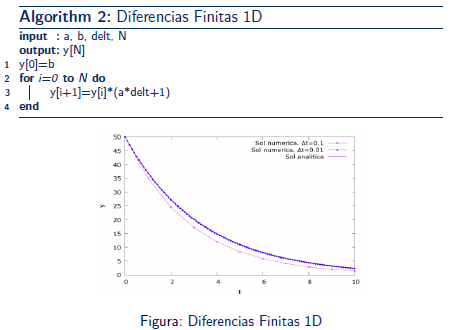 Algorithm 2: Diferencias Finitas 1D
input : a, b, delt, N
output: y[N]
1 y[0]=b
2 for i=0 to N do
3 y[i+1]=y[i]*(a*delt+1)
4 end
Sol numerica. Δt=0.1
Sol numerica. Δt=0.01
Sol analitica
50
45
40
35
30
25
20
15
10
5
0
y
0 2 4 6 8 10
t
Figura: Diferencias Finitas 1D